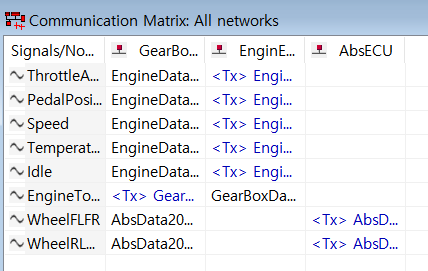 Communication Matrix: All networks
Signals/No... GearBo... EnginE... AbsECU
ThrottleA... EngineData... <Tx> Engi...
PedalPosi... EngineData... <Tx> Engi...
Speed EngineData... <Tx> Engi...
Temperat... EngineData... <Tx> Engi...
Idle EngineData... <Tx> Engi...
EngineTo... <Tx> Gear... GearBoxDa...
WheelFLFR AbsData20... <Tx> AbsD...
WheelRL... AbsData20... <Tx> AbsD...